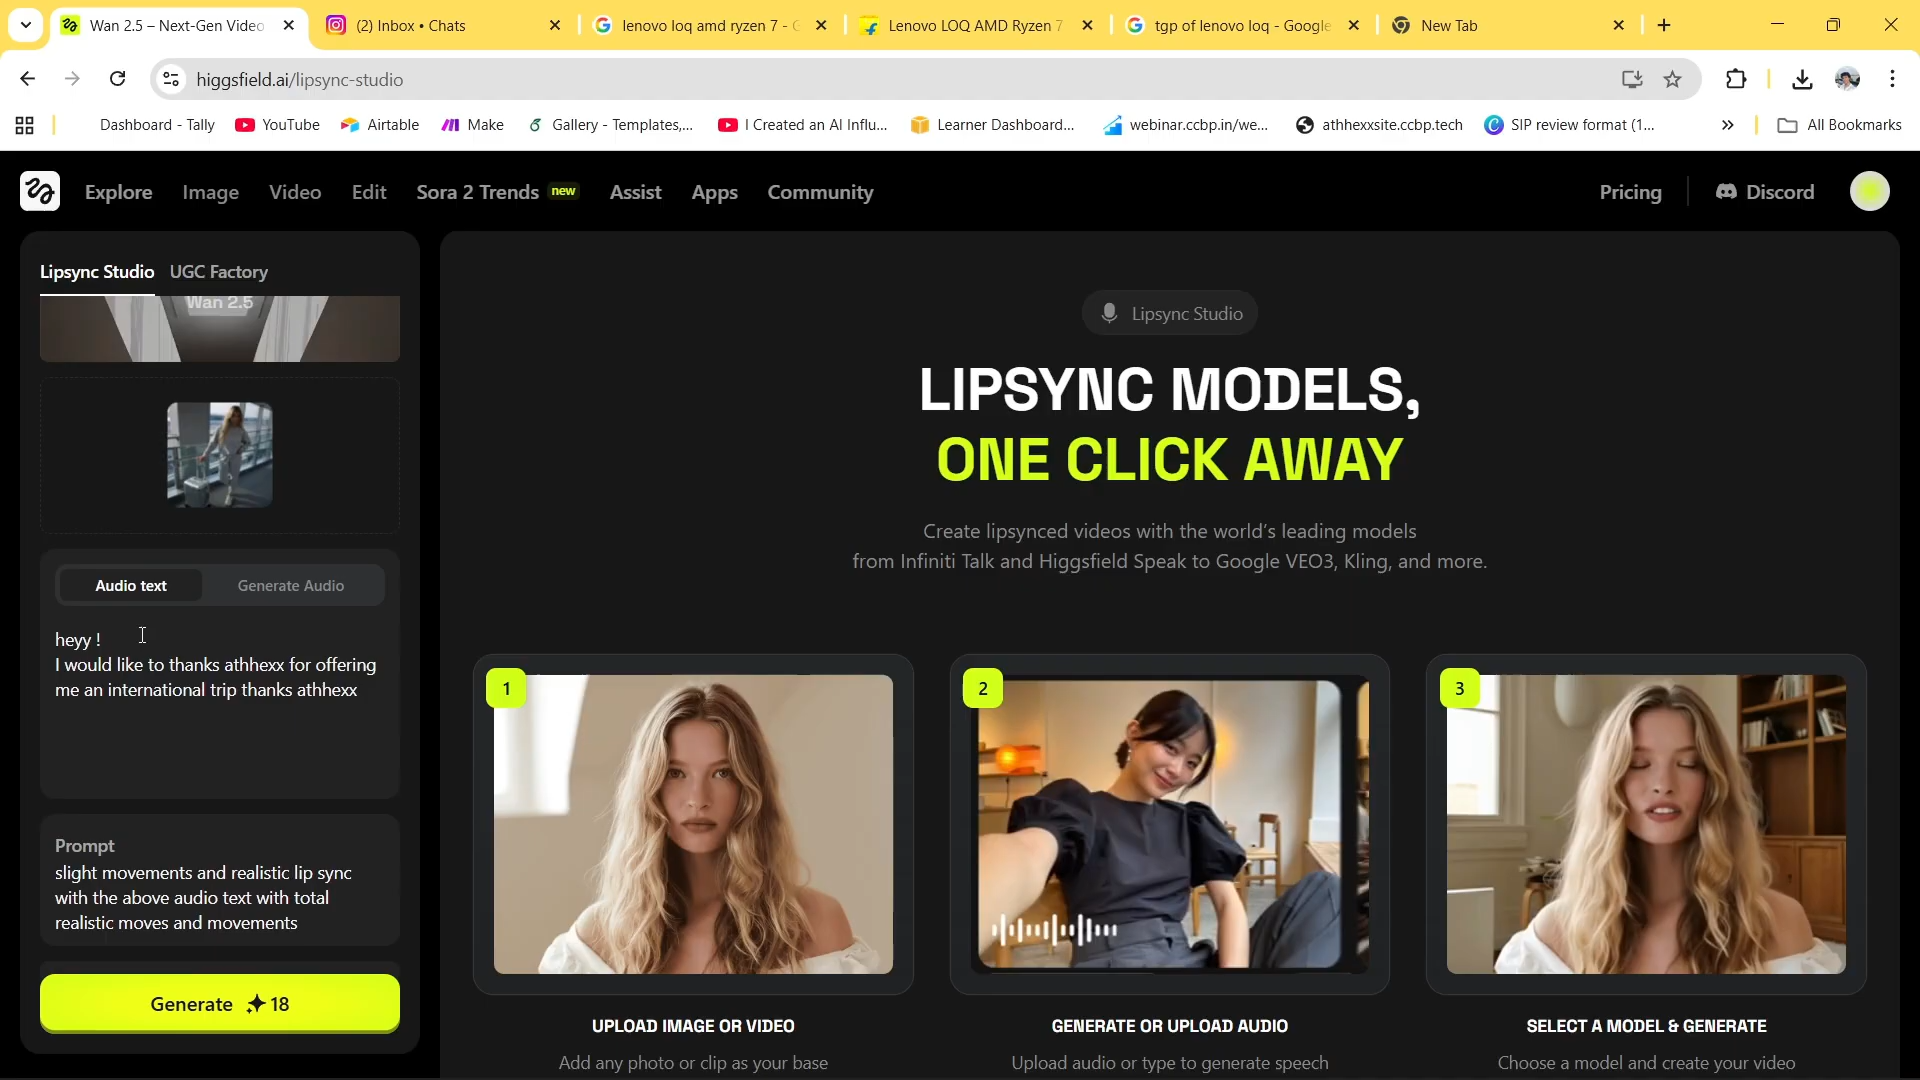 Wan 2.5 – Next-Gen Video
(2) Inbox • Chats
lenovo loq amd ryzen 7 - G
Lenovo LOQ AMD Ryzen 7
tgp of lenovo loq - Google
New Tab
higgsfield.ai/lipsync-studio
Dashboard - Tally
YouTube
Airtable
Make
Gallery - Templates,...
I Created an AI Influ...
Learner Dashboard...
webinar.ccbp.in/we...
athhexxsite.ccbp.tech
SIP review format (1...
All Bookmarks
Explore
Image
Video
Edit
Sora 2 Trends new
Assist
Apps
Community
Pricing
Discord
Lipsync Studio
UGC Factory
Wan 2.5
Audio text
Generate Audio
heyy !
I would like to thanks athhexx for offering
me an international trip thanks athhexx
Prompt
slight movements and realistic lip sync
with the above audio text with total
realistic moves and movements
Generate 18
Lipsync Studio
LIPSYNC MODELS,
ONE CLICK AWAY
Create lipsynced videos with the world's leading models
from Infiniti Talk and Higgsfield Speak to Google VEO3, Kling, and more.
1
2
3
UPLOAD IMAGE OR VIDEO
Add any photo or clip as your base
GENERATE OR UPLOAD AUDIO
Upload audio or type to generate speech
SELECT A MODEL & GENERATE
Choose a model and create your video